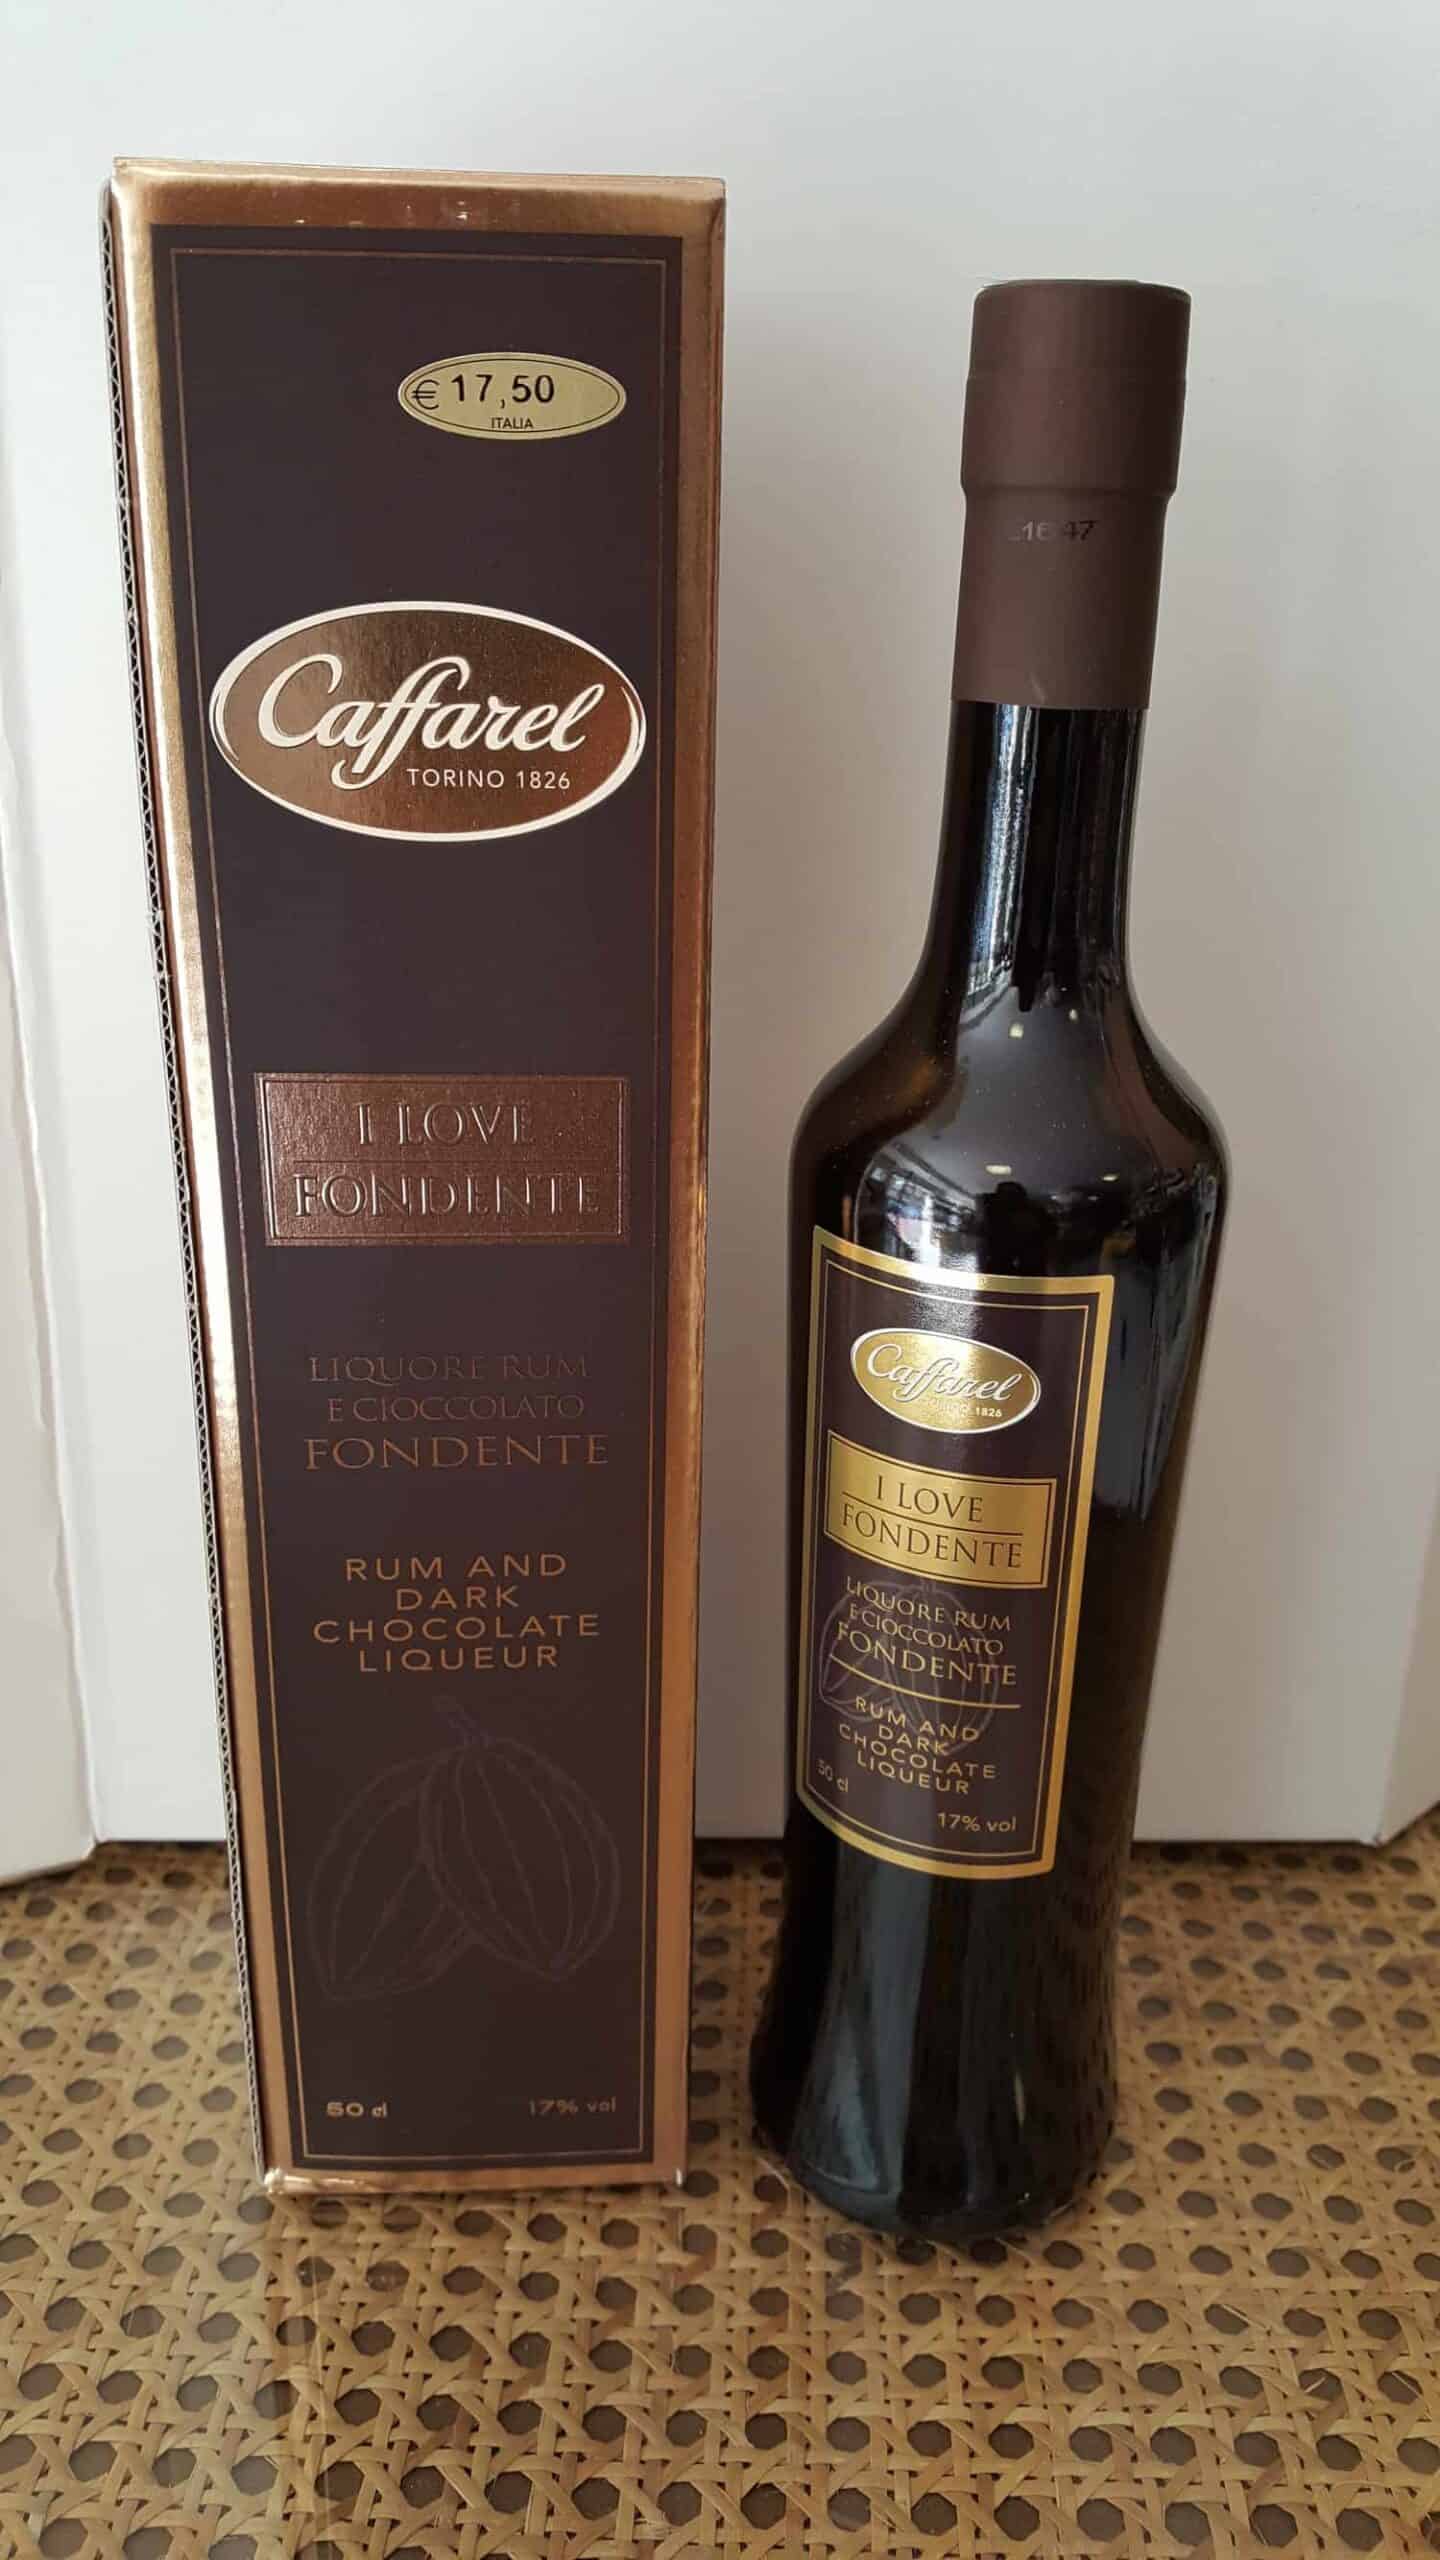 € 17,50
ITALIA
Caffarel
TORINO 1826
I LOVE
FONDENTE
LIQUORE RUM
E CIOCCOLATO
FONDENTE
RUM AND
DARK
CHOCOLATE
LIQUEUR
50 cl 17% vol
Caffarel
TORINO 1826
I LOVE
FONDENTE
LIQUORE RUM
E CIOCCOLATO
FONDENTE
RUM AND
DARK
CHOCOLATE
LIQUEUR
50 cl
17% vol